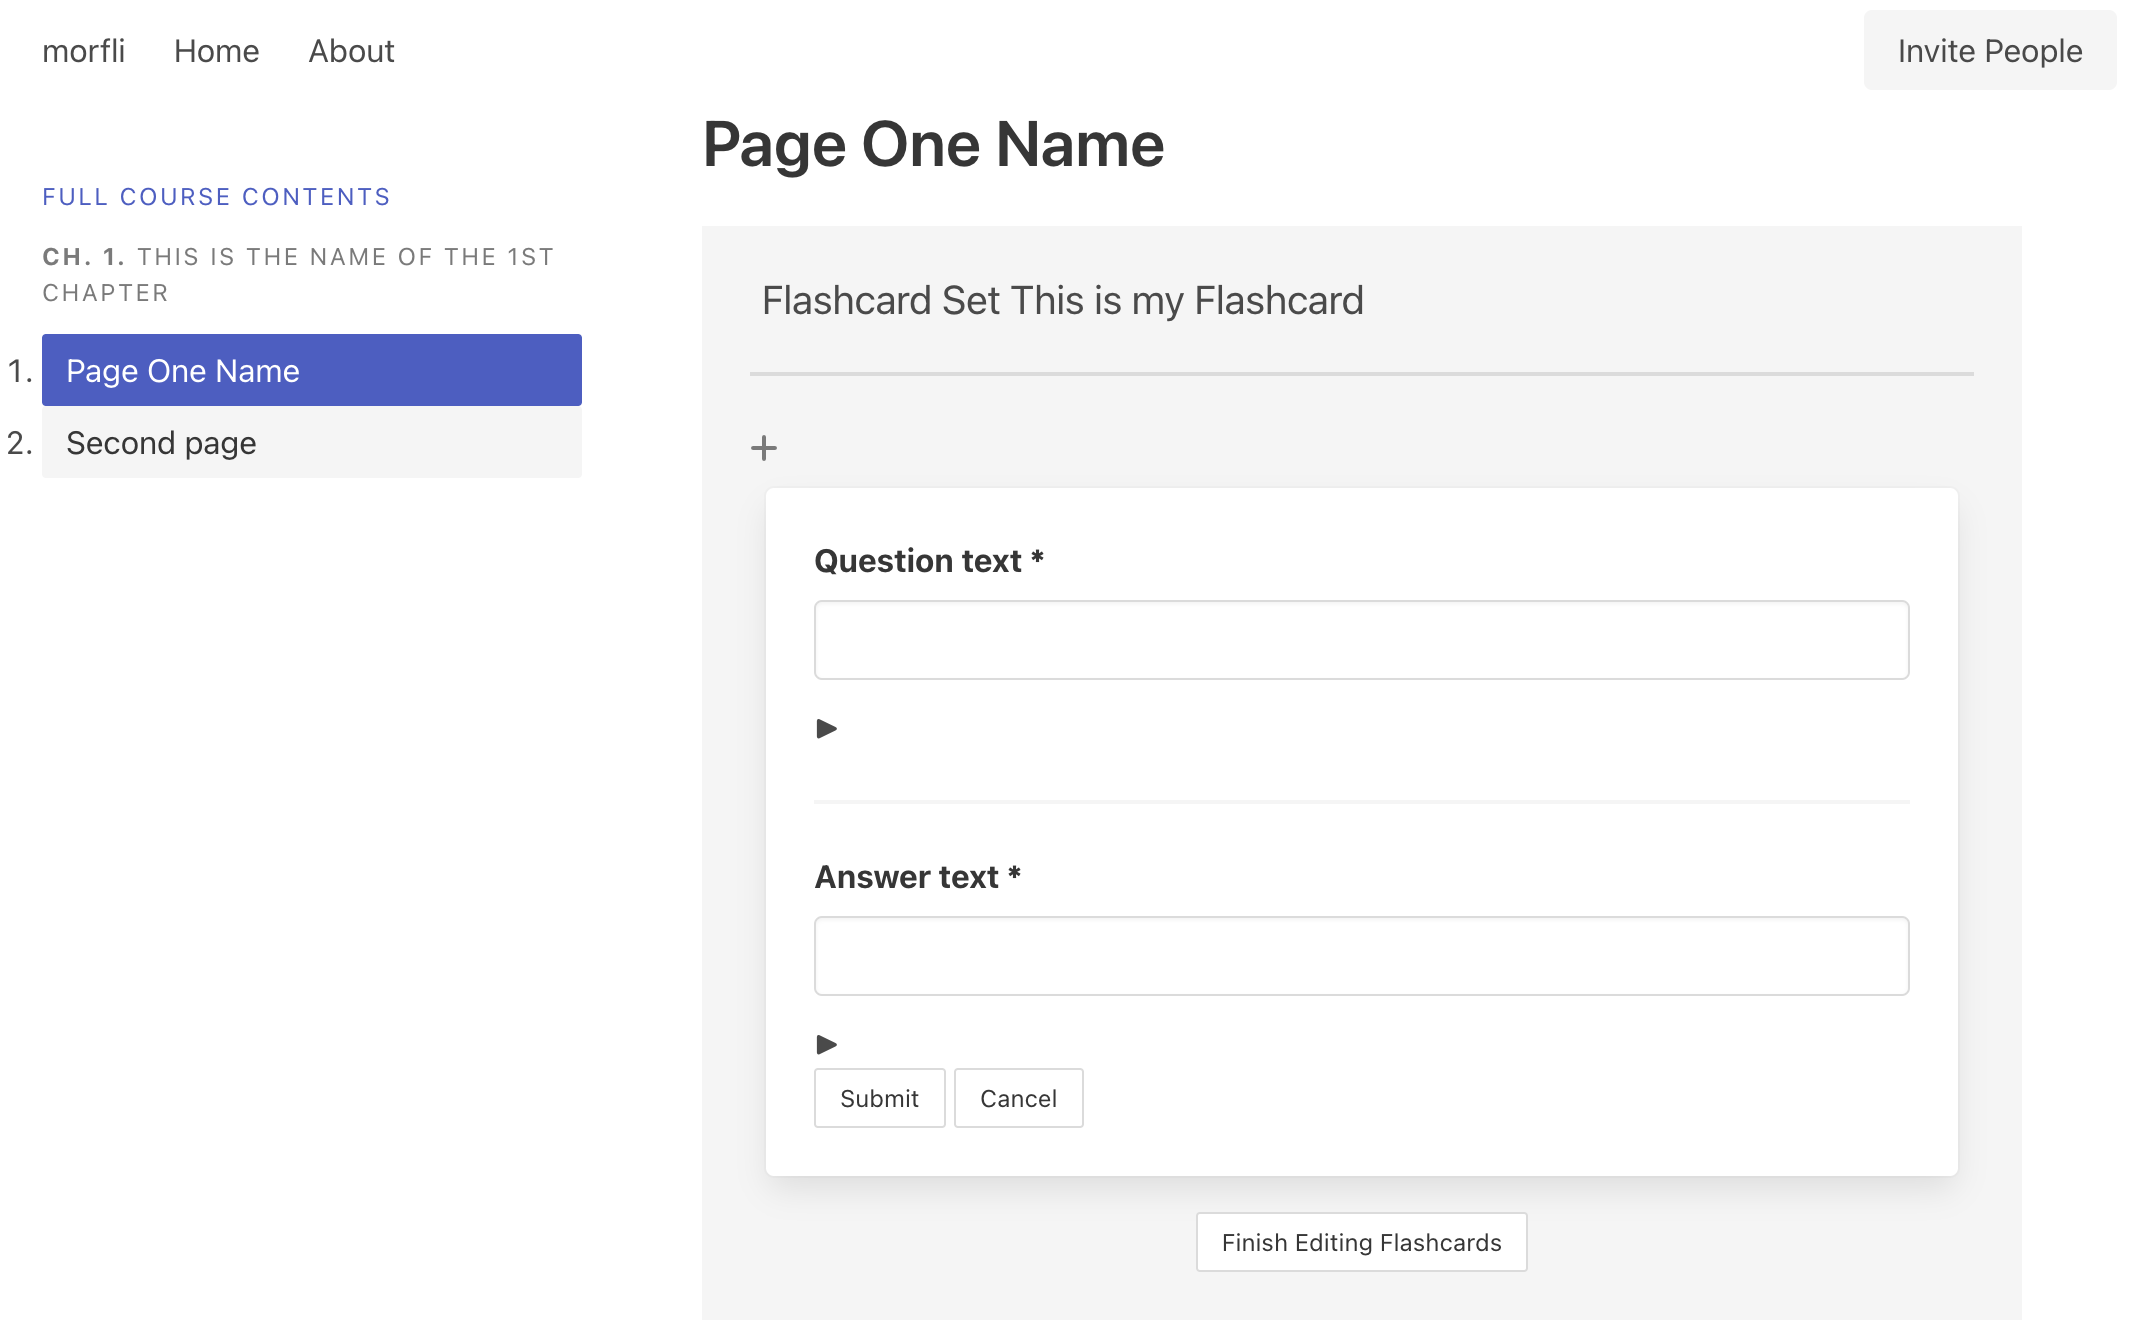 morfli Home About Invite People
FULL COURSE CONTENTS
CH. 1. THIS IS THE NAME OF THE 1ST
CHAPTER
1. Page One Name
2. Second page
Page One Name
Flashcard Set This is my Flashcard
+
Question text *
Answer text *
Submit Cancel
Finish Editing Flashcards